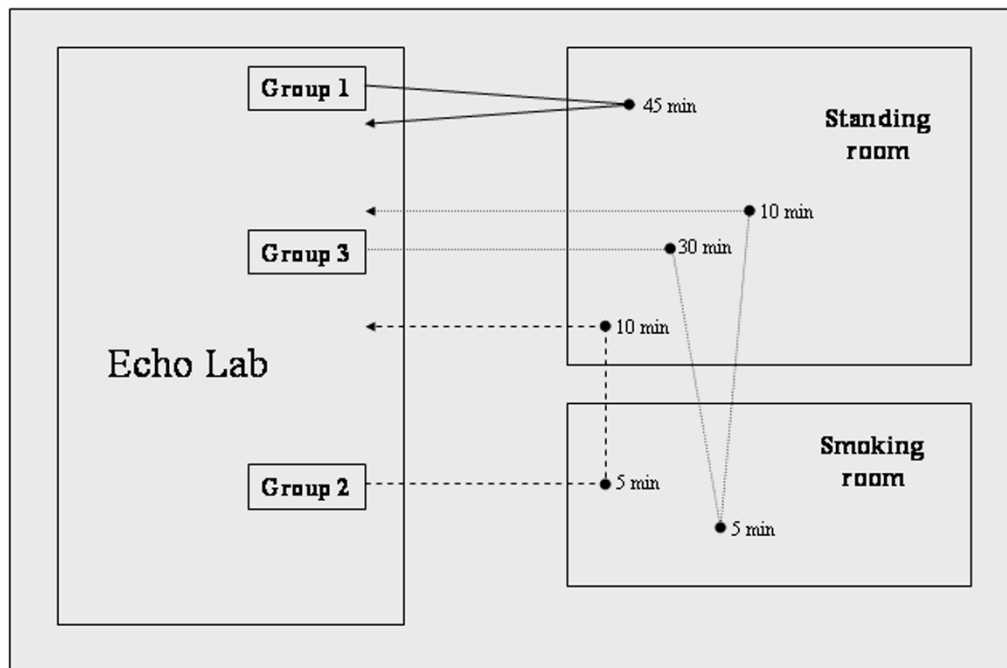 Group 1
45 min
Standing
room
10 min
Group 3
30 min
10 min
Echo Lab
Smoking
room
Group 2
5 min
5 min